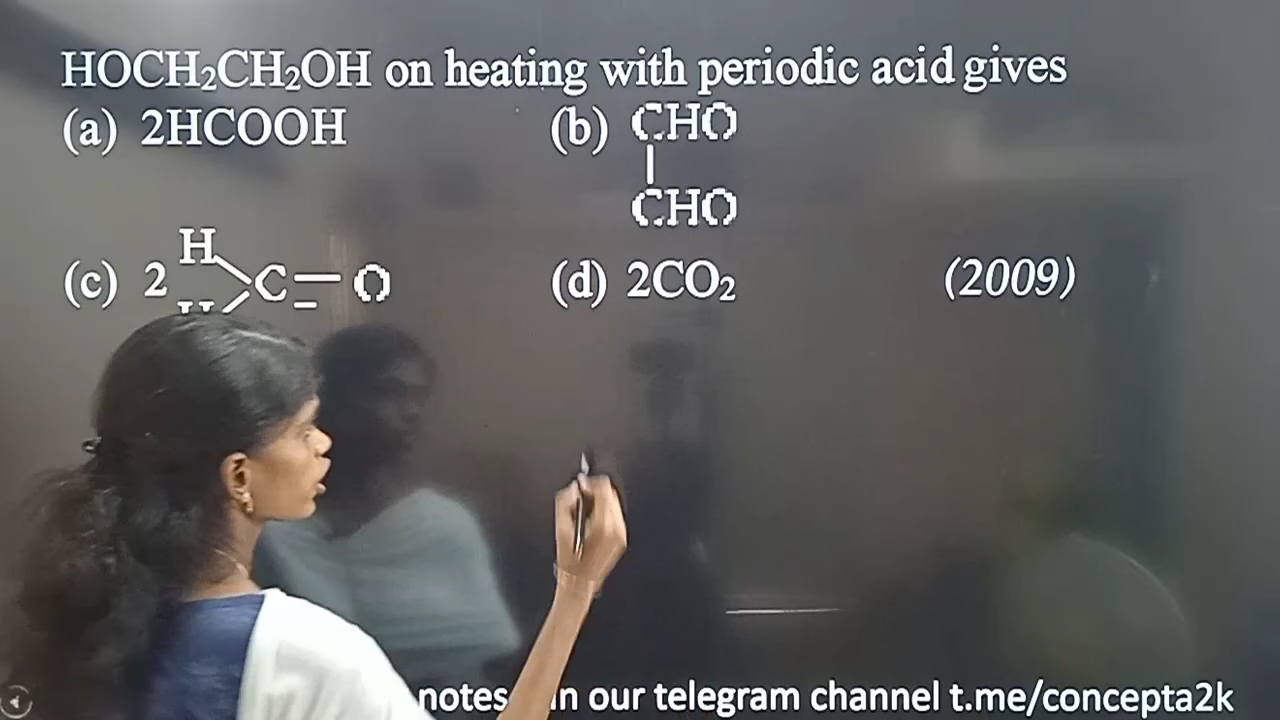 HOCH₂CH₂OH on heating with periodic acid gives
(a) 2HCOOH (b) CHO
|
CHO
H
(c) 2 C=O (d) 2CO₂ (2009)
H
notes in our telegram channel t.me/concepta2k